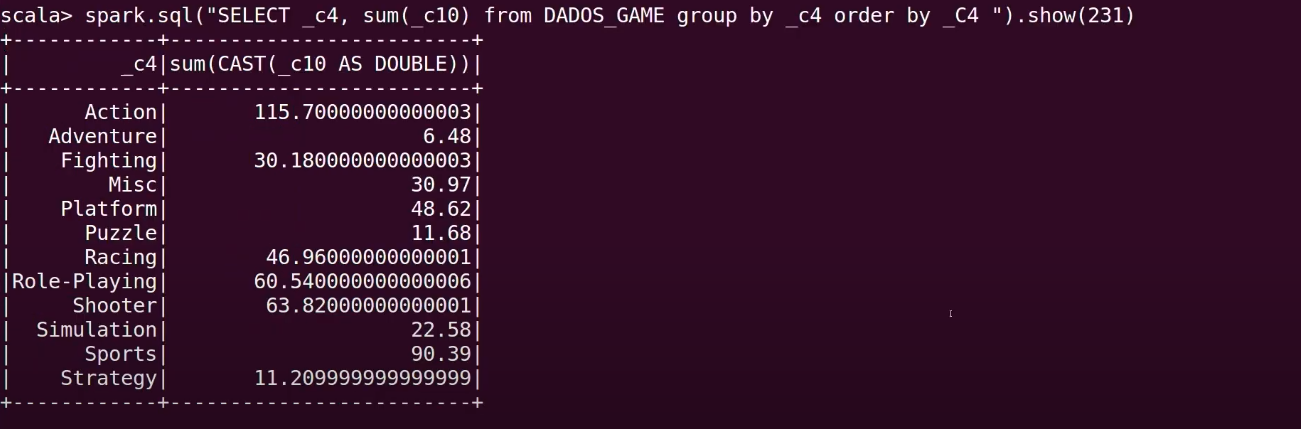 scala> spark.sql("SELECT _c4, sum(_c10) from DADOS_GAME group by _c4 order by _C4 ").show(231)
+------------+------------------------+
|         _c4|sum(CAST(_c10 AS DOUBLE))|
+------------+------------------------+
|      Action|      115.70000000000003|
|   Adventure|                    6.48|
|    Fighting|      30.180000000000003|
|        Misc|                   30.97|
|    Platform|                   48.62|
|      Puzzle|                   11.68|
|      Racing|       46.96000000000001|
|Role-Playing|      60.540000000000006|
|     Shooter|       63.82000000000001|
|  Simulation|                   22.58|
|      Sports|                   90.39|
|    Strategy|      11.209999999999999|
+------------+------------------------+